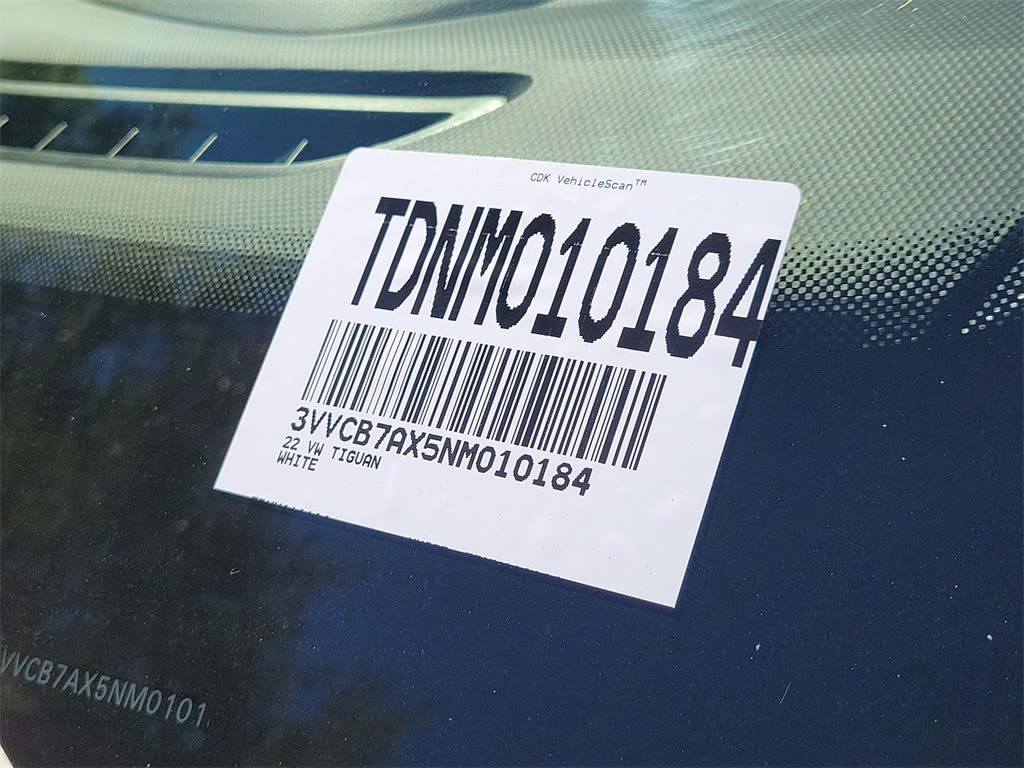 CDK VehicleScan™
TDNM010184
3VVCB7AX5NM010184
22 VW TIGUAN
WHITE
VVCB7AX5NM0101